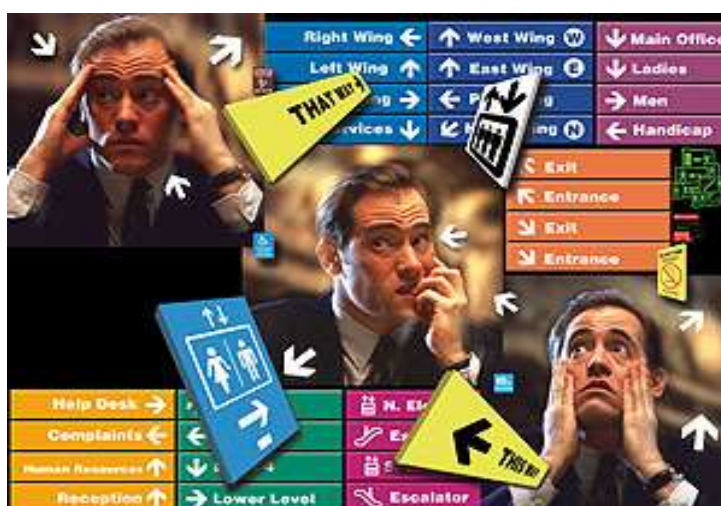 Right Wing
Left Wing
West Wing W
East Wing E
N
Main Office
Ladies
Men
Handicap
THAT WAY
Exit
Entrance
Exit
Entrance
Help Desk
Complaints
Human Resources
Reception
Lower Level
Escalator
THIS WAY